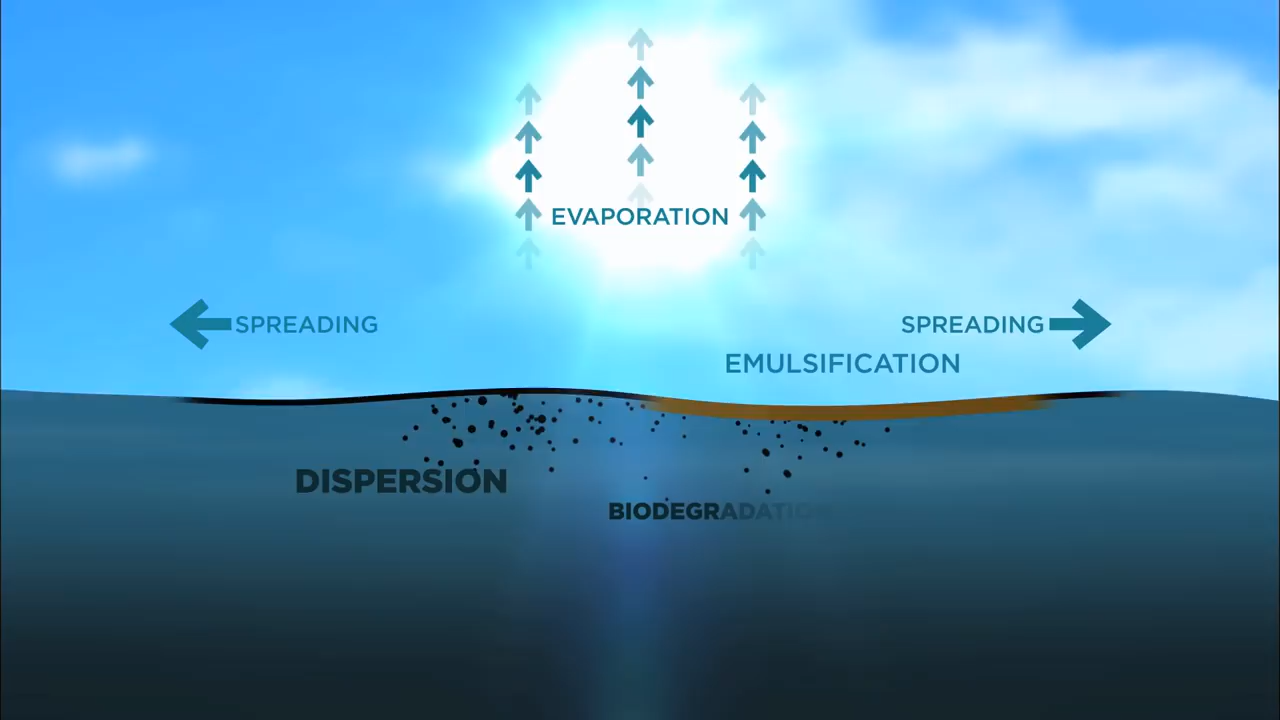 EVAPORATION
SPREADING
SPREADING
EMULSIFICATION
DISPERSION
BIODEGRADATION